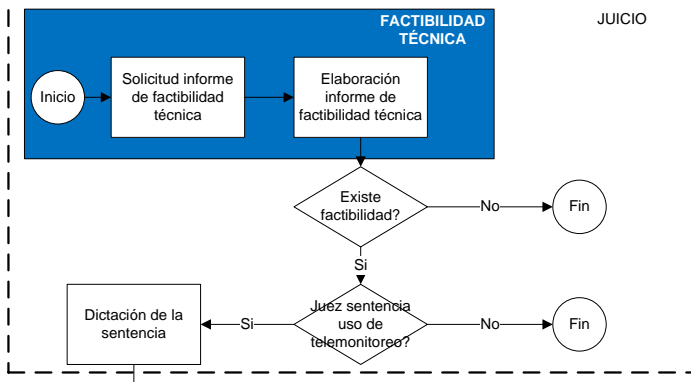 FACTIBILIDAD
TÉCNICA
JUICIO
Inicio
Solicitud informe
de factibilidad
técnica
Elaboración
informe de
factibilidad técnica
Existe
factibilidad?
No
Fin
Si
Juez sentencia
uso de
telemonitoreo?
No
Fin
Si
Dictación de la
sentencia